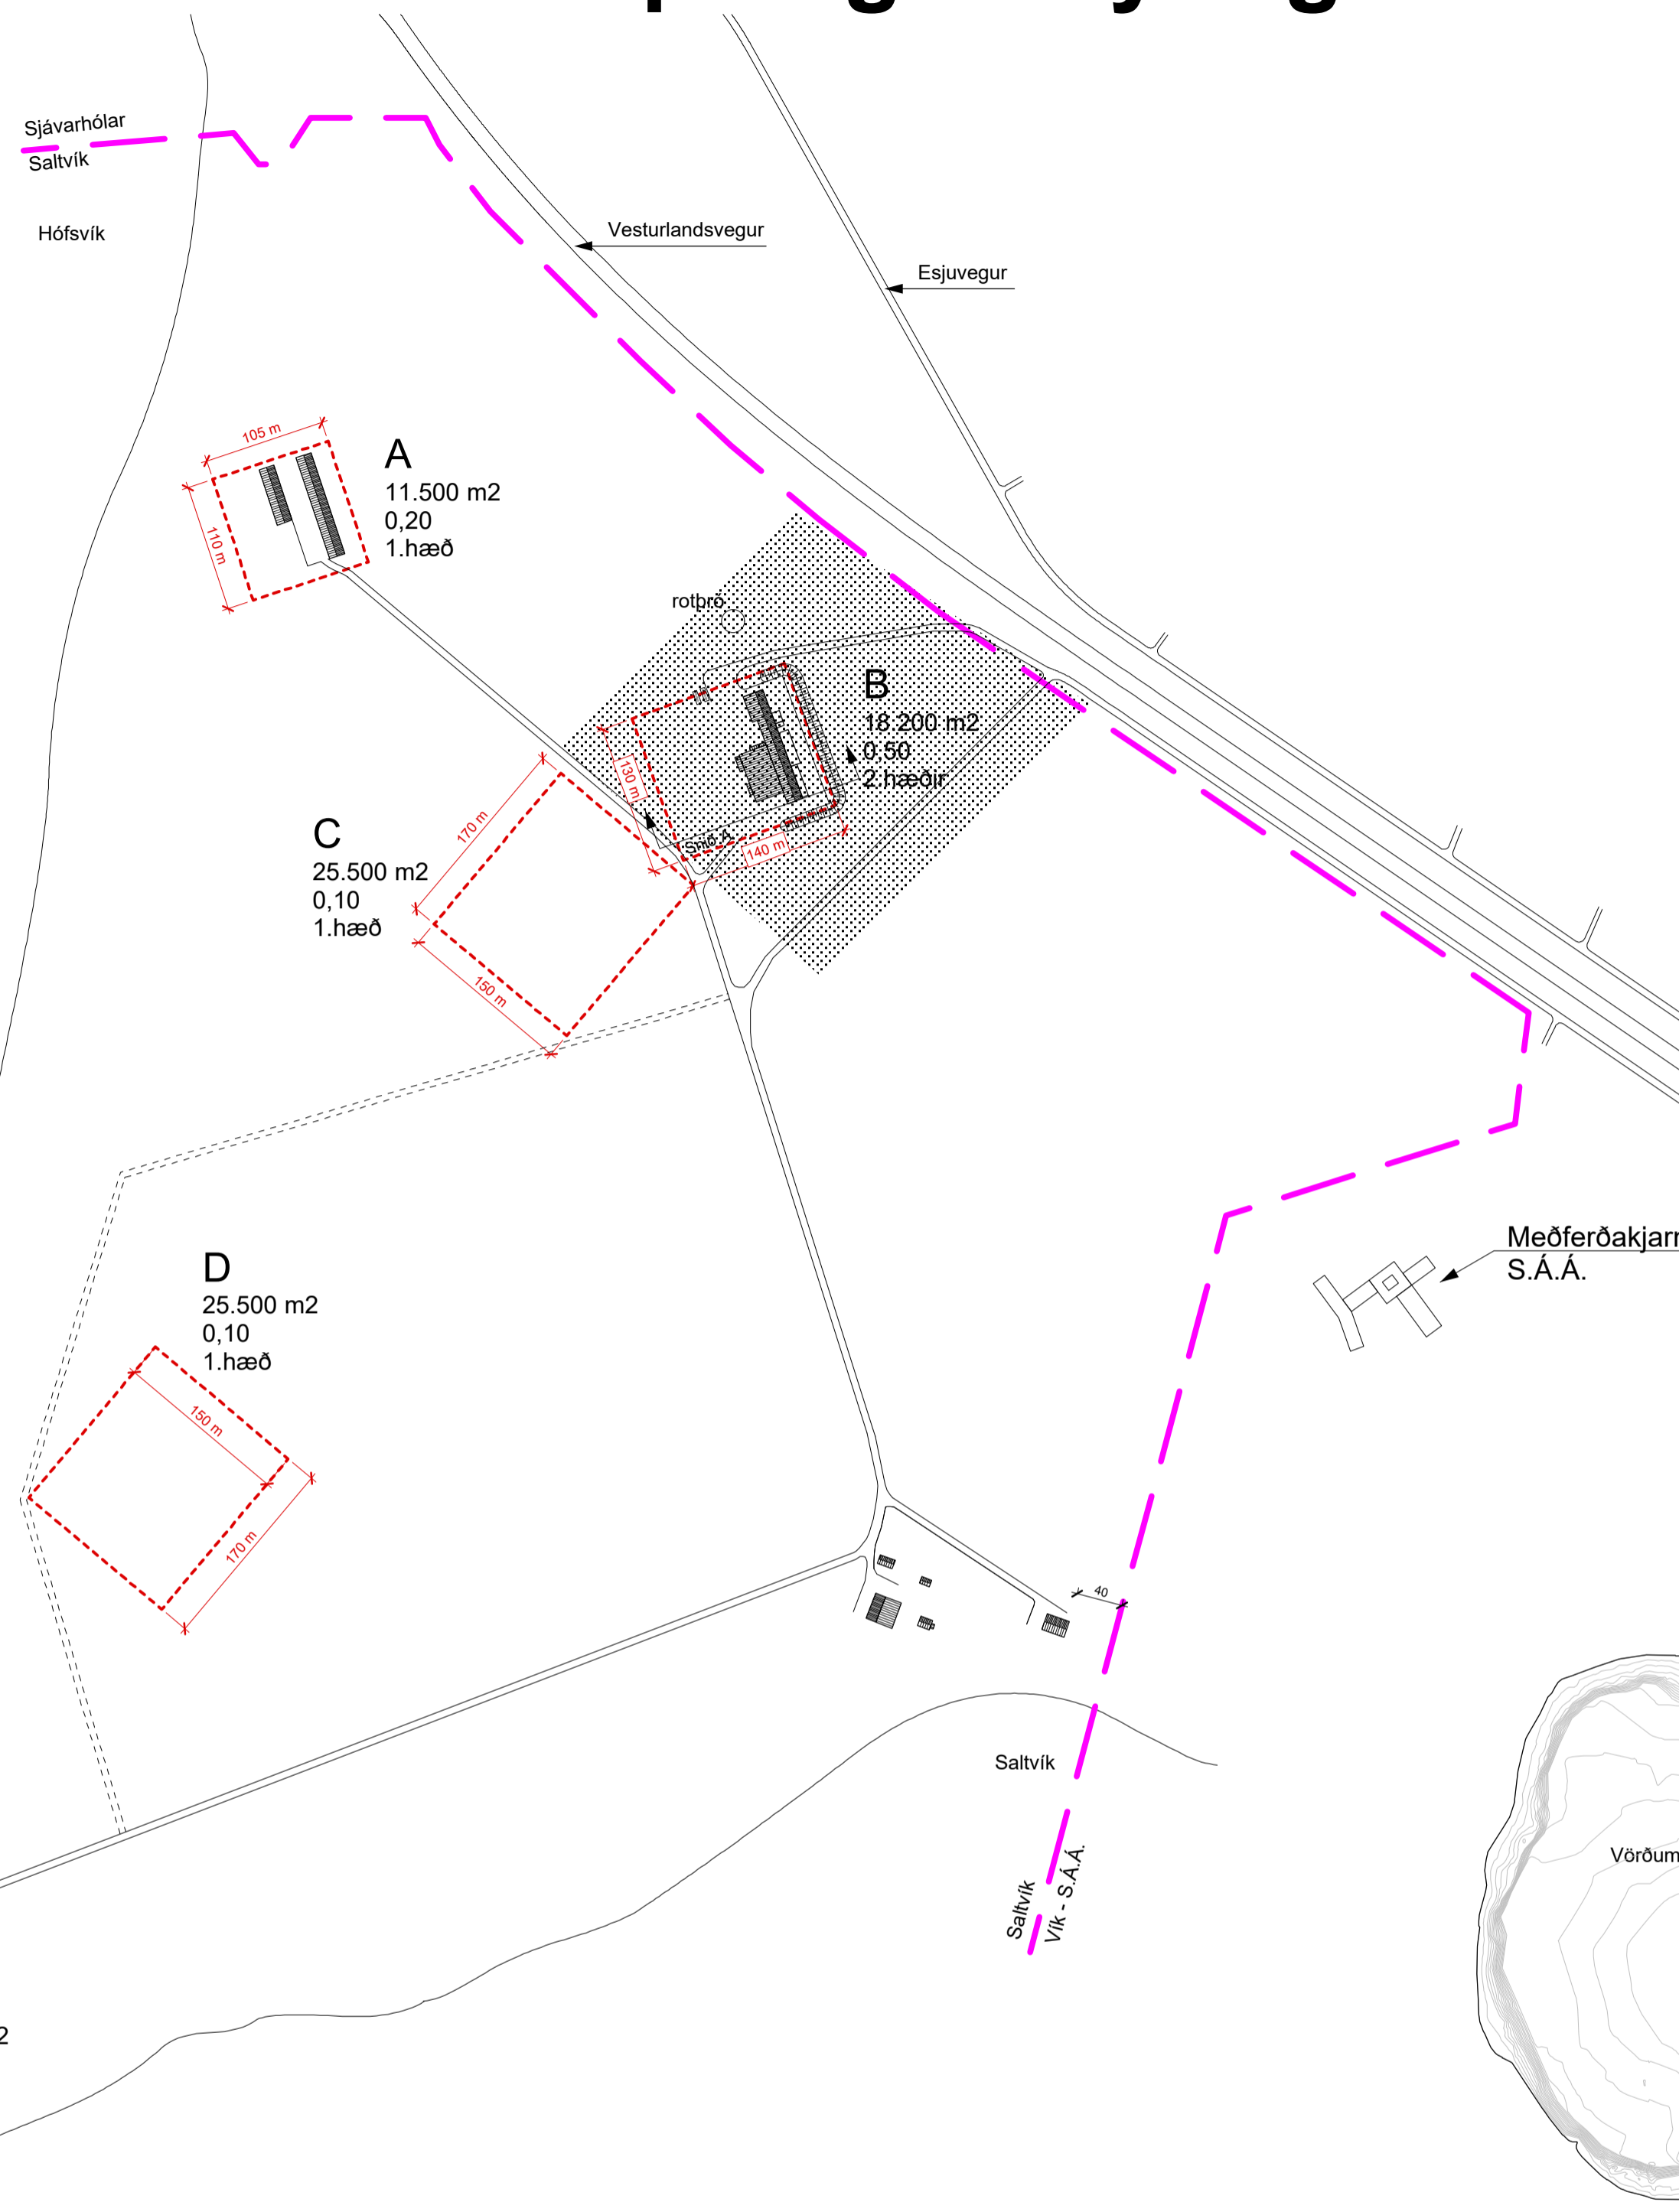 Sjávarhólar
Saltvík
Hófsvík
Vesturlandsvegur
Esjuvegur
105 m
110 m
A
11.500 m2
0,20
1.hæð
rotþró
B
18.200 m2
0,50
2.hæðir
130 m
140 m
Snið A
C
25.500 m2
0,10
1.hæð
170 m
150 m
D
25.500 m2
0,10
1.hæð
150 m
170 m
Meðferðakjarn
S.Á.Á.
40
Saltvík
Saltvík
Vík - S.Á.Á.
Vörðum
2